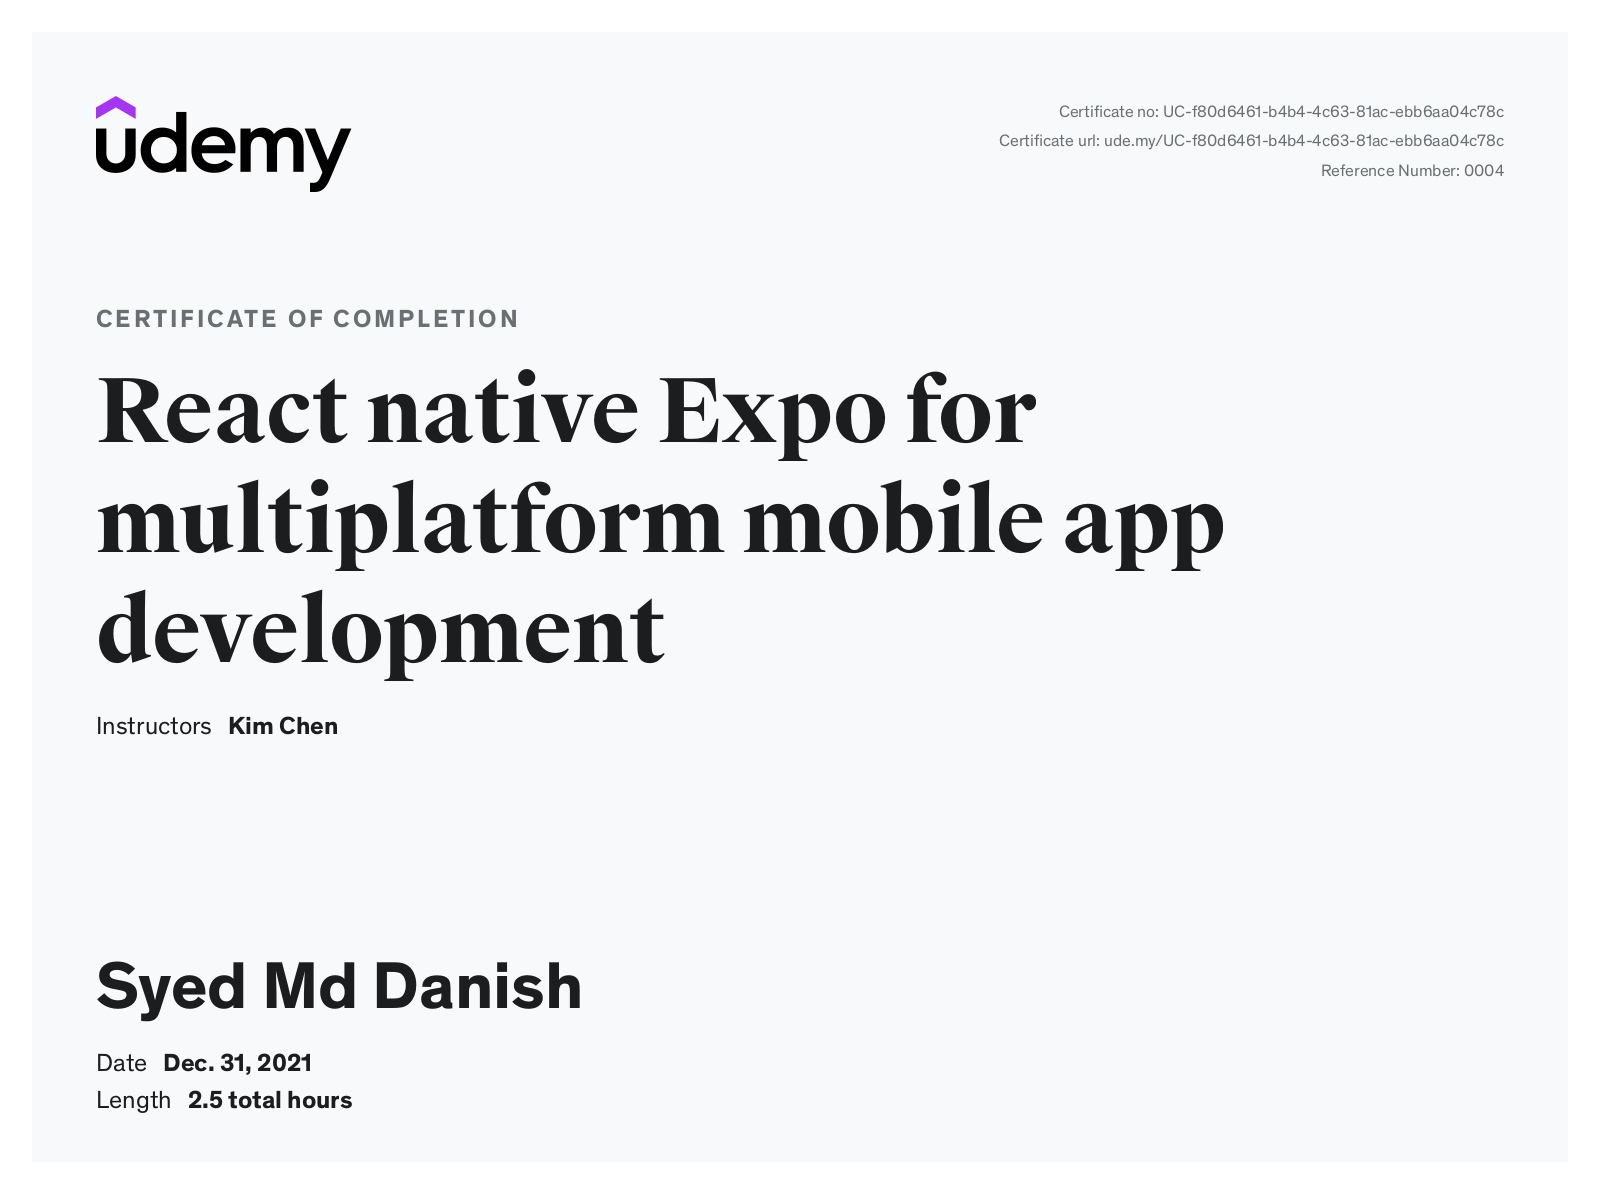 udemy
Certificate no: UC-f80d6461-b4b4-4c63-81ac-ebb6aa04c78c
Certificate url: ude.my/UC-f80d6461-b4b4-4c63-81ac-ebb6aa04c78c
Reference Number: 0004
CERTIFICATE OF COMPLETION
React native Expo for
multiplatform mobile app
development
Instructors Kim Chen
Syed Md Danish
Date Dec. 31, 2021
Length 2.5 total hours